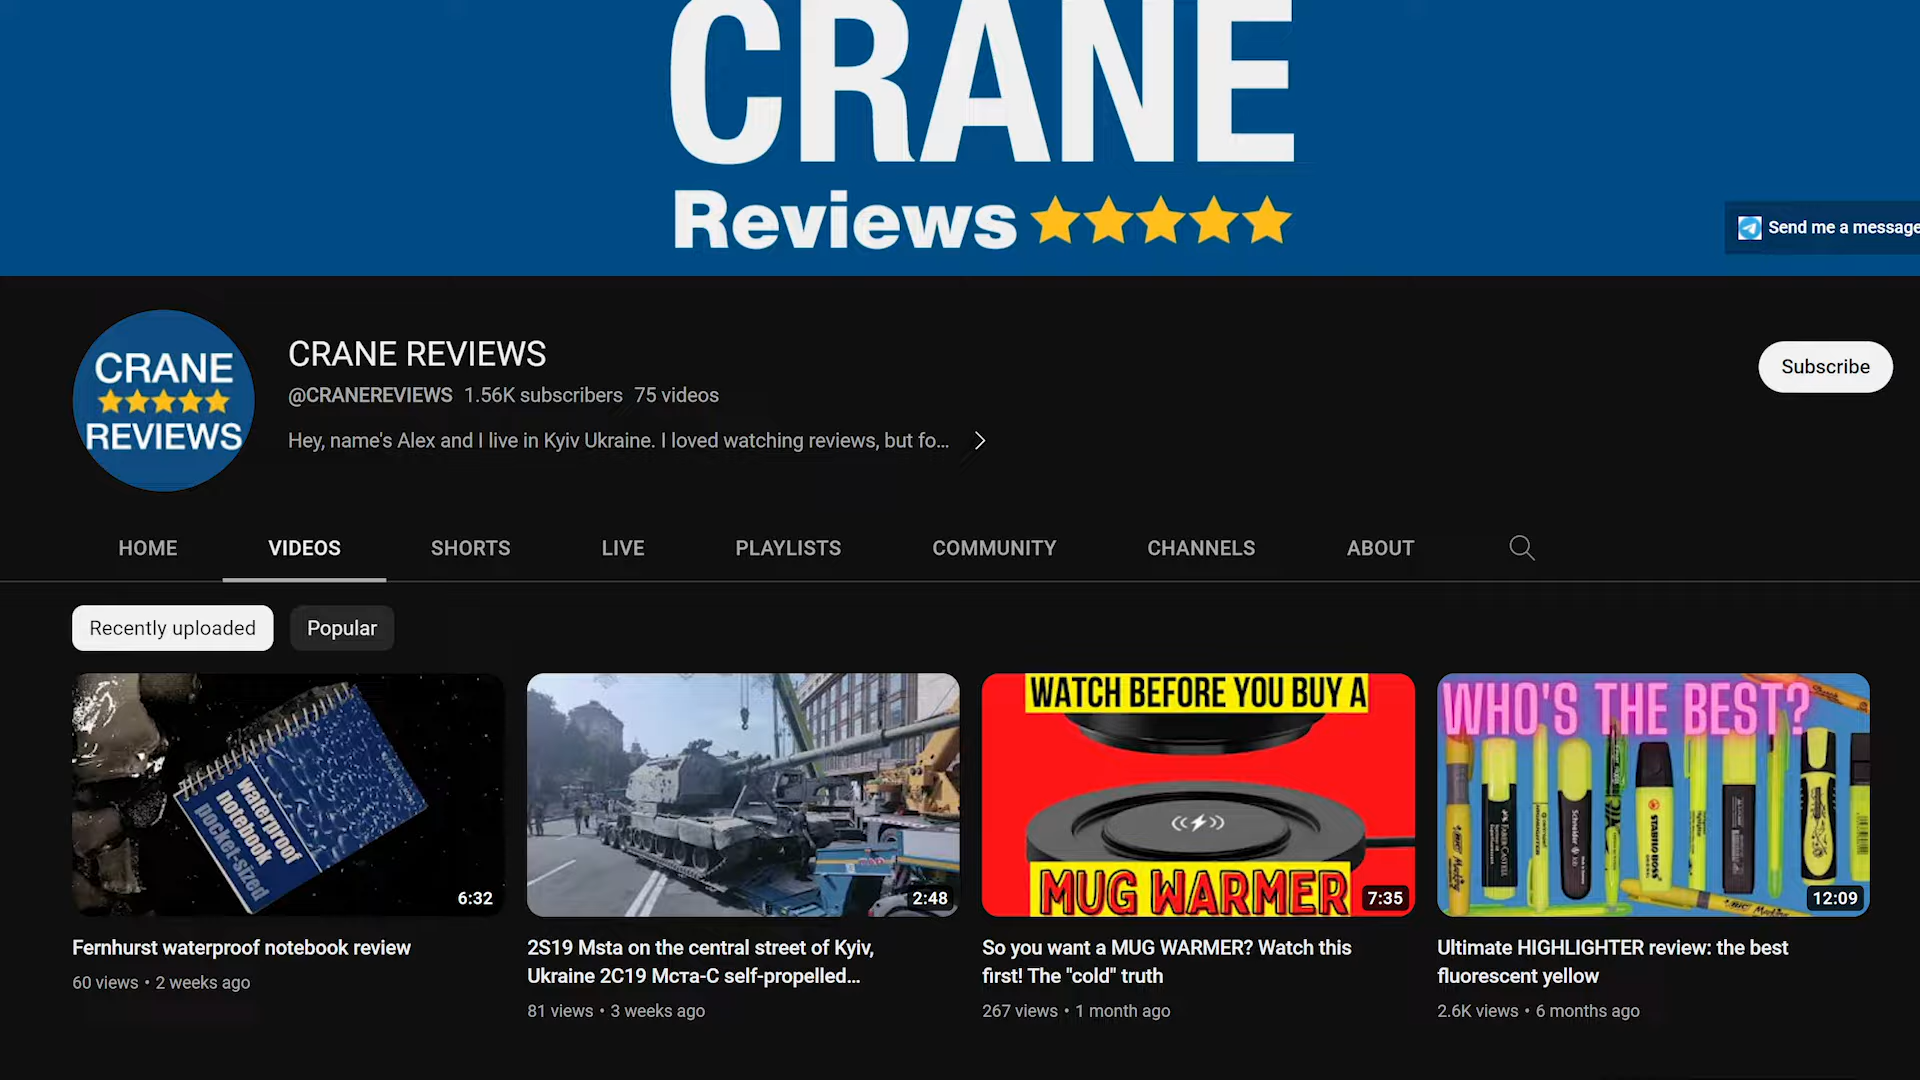 CRANE
Reviews
Send me a message
CRANE
REVIEWS
CRANE REVIEWS
@CRANEREVIEWS 1.56K subscribers 75 videos
Hey, name's Alex and I live in Kyiv Ukraine. I loved watching reviews, but fo...
Subscribe
HOME VIDEOS SHORTS LIVE PLAYLISTS COMMUNITY CHANNELS ABOUT
Recently uploaded Popular
waterproof
notebook
pocket-sized
6:32
2:48
WATCH BEFORE YOU BUY A
MUG WARMER
7:35
WHO'S THE BEST?
FABER-CASTELL
Schneider
STABILO BOSS
12:09
Fernhurst waterproof notebook review
60 views • 2 weeks ago
2S19 Msta on the central street of Kyiv,
Ukraine 2С19 Мста-С self-propelled...
81 views • 3 weeks ago
So you want a MUG WARMER? Watch this
first! The "cold" truth
267 views • 1 month ago
Ultimate HIGHLIGHTER review: the best
fluorescent yellow
2.6K views • 6 months ago